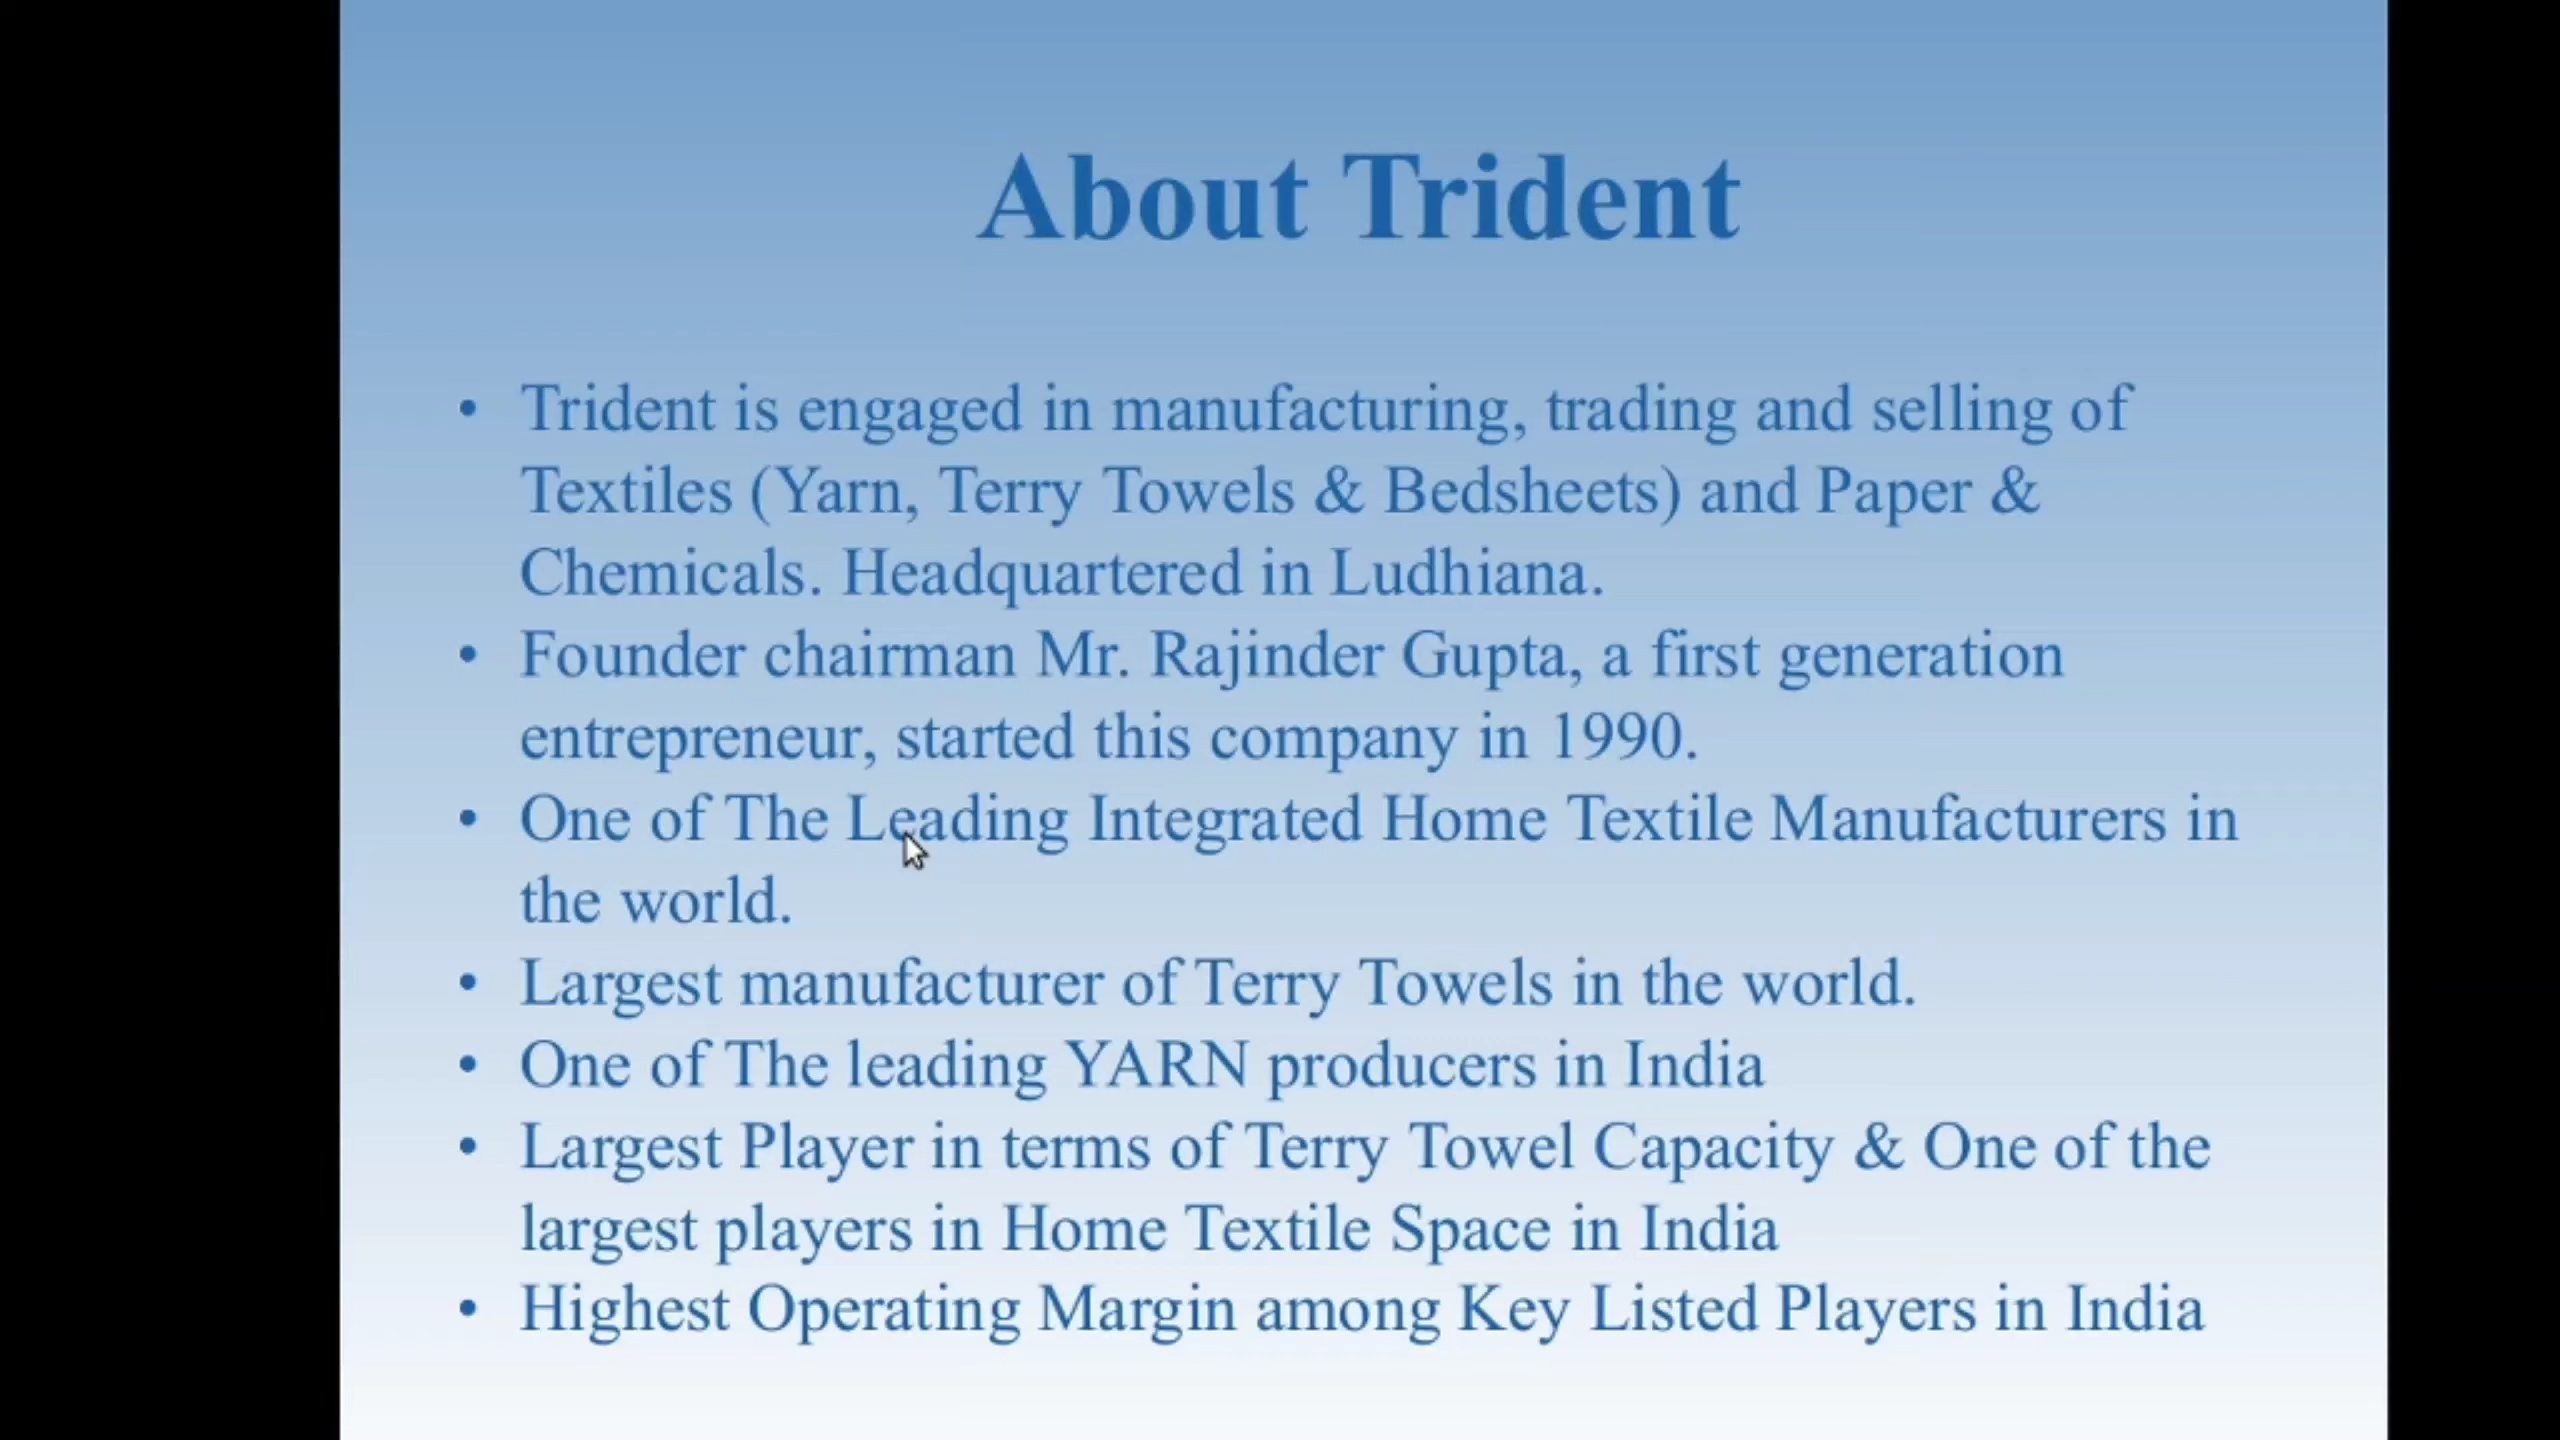 About Trident
• Trident is engaged in manufacturing, trading and selling of
Textiles (Yarn, Terry Towels & Bedsheets) and Paper &
Chemicals. Headquartered in Ludhiana.
• Founder chairman Mr. Rajinder Gupta, a first generation
entrepreneur, started this company in 1990.
• One of The Leading Integrated Home Textile Manufacturers in
the world.
• Largest manufacturer of Terry Towels in the world.
• One of The leading YARN producers in India
• Largest Player in terms of Terry Towel Capacity & One of the
largest players in Home Textile Space in India
• Highest Operating Margin among Key Listed Players in India